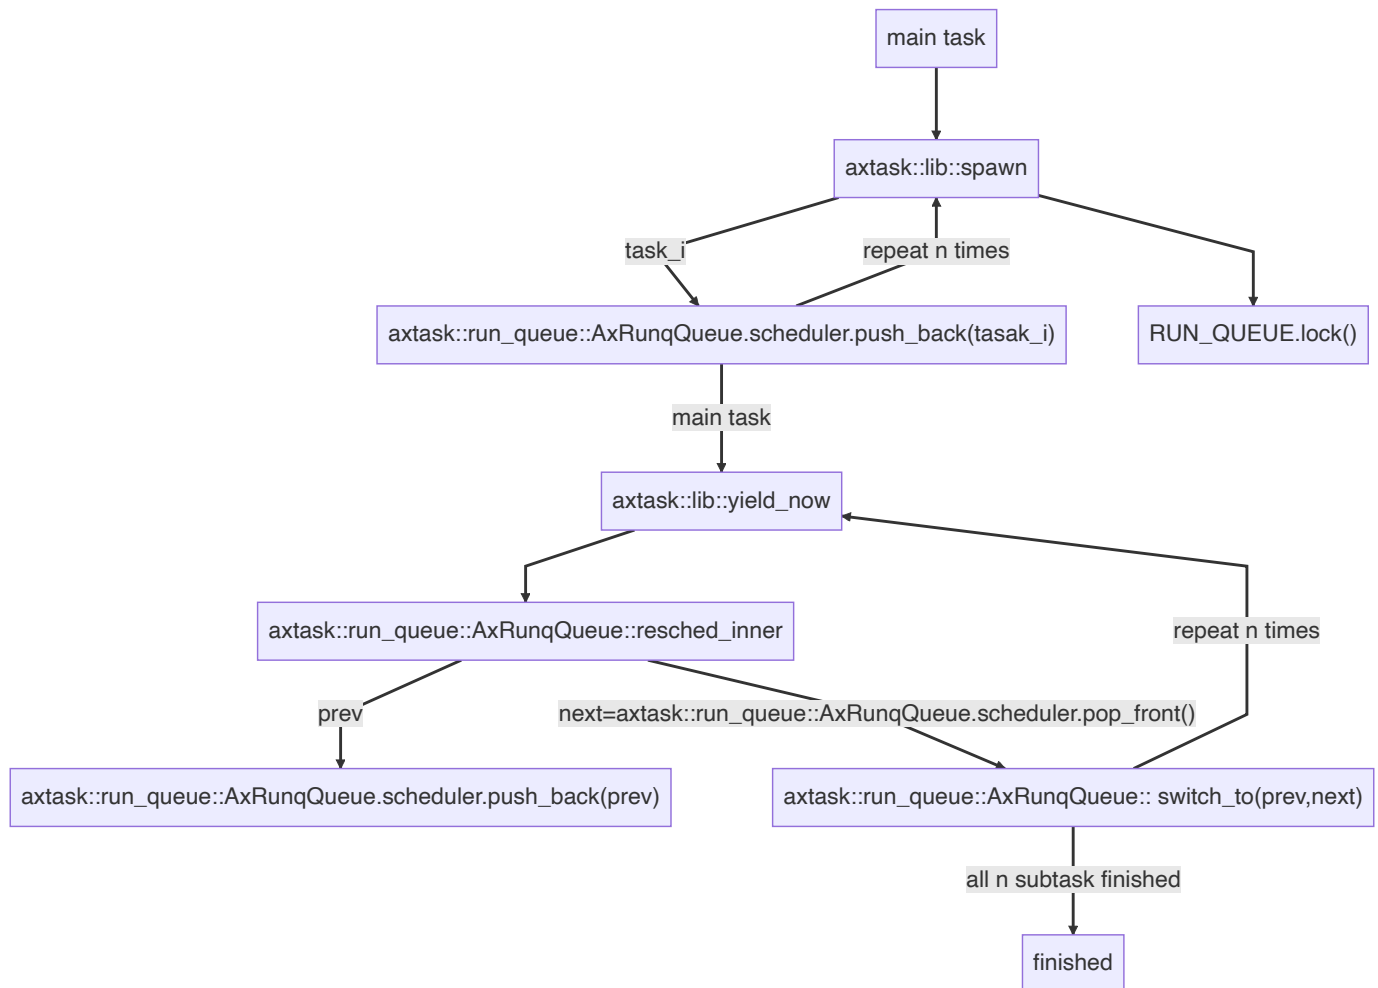 main task
axtask::lib::spawn
task_i
repeat n times
axtask::run_queue::AxRunqQueue.scheduler.push_back(tasak_i)
RUN_QUEUE.lock()
main task
axtask::lib::yield_now
axtask::run_queue::AxRunqQueue::resched_inner
repeat n times
prev
next=axtask::run_queue::AxRunqQueue.scheduler.pop_front()
axtask::run_queue::AxRunqQueue.scheduler.push_back(prev)
axtask::run_queue::AxRunqQueue:: switch_to(prev,next)
all n subtask finished
finished